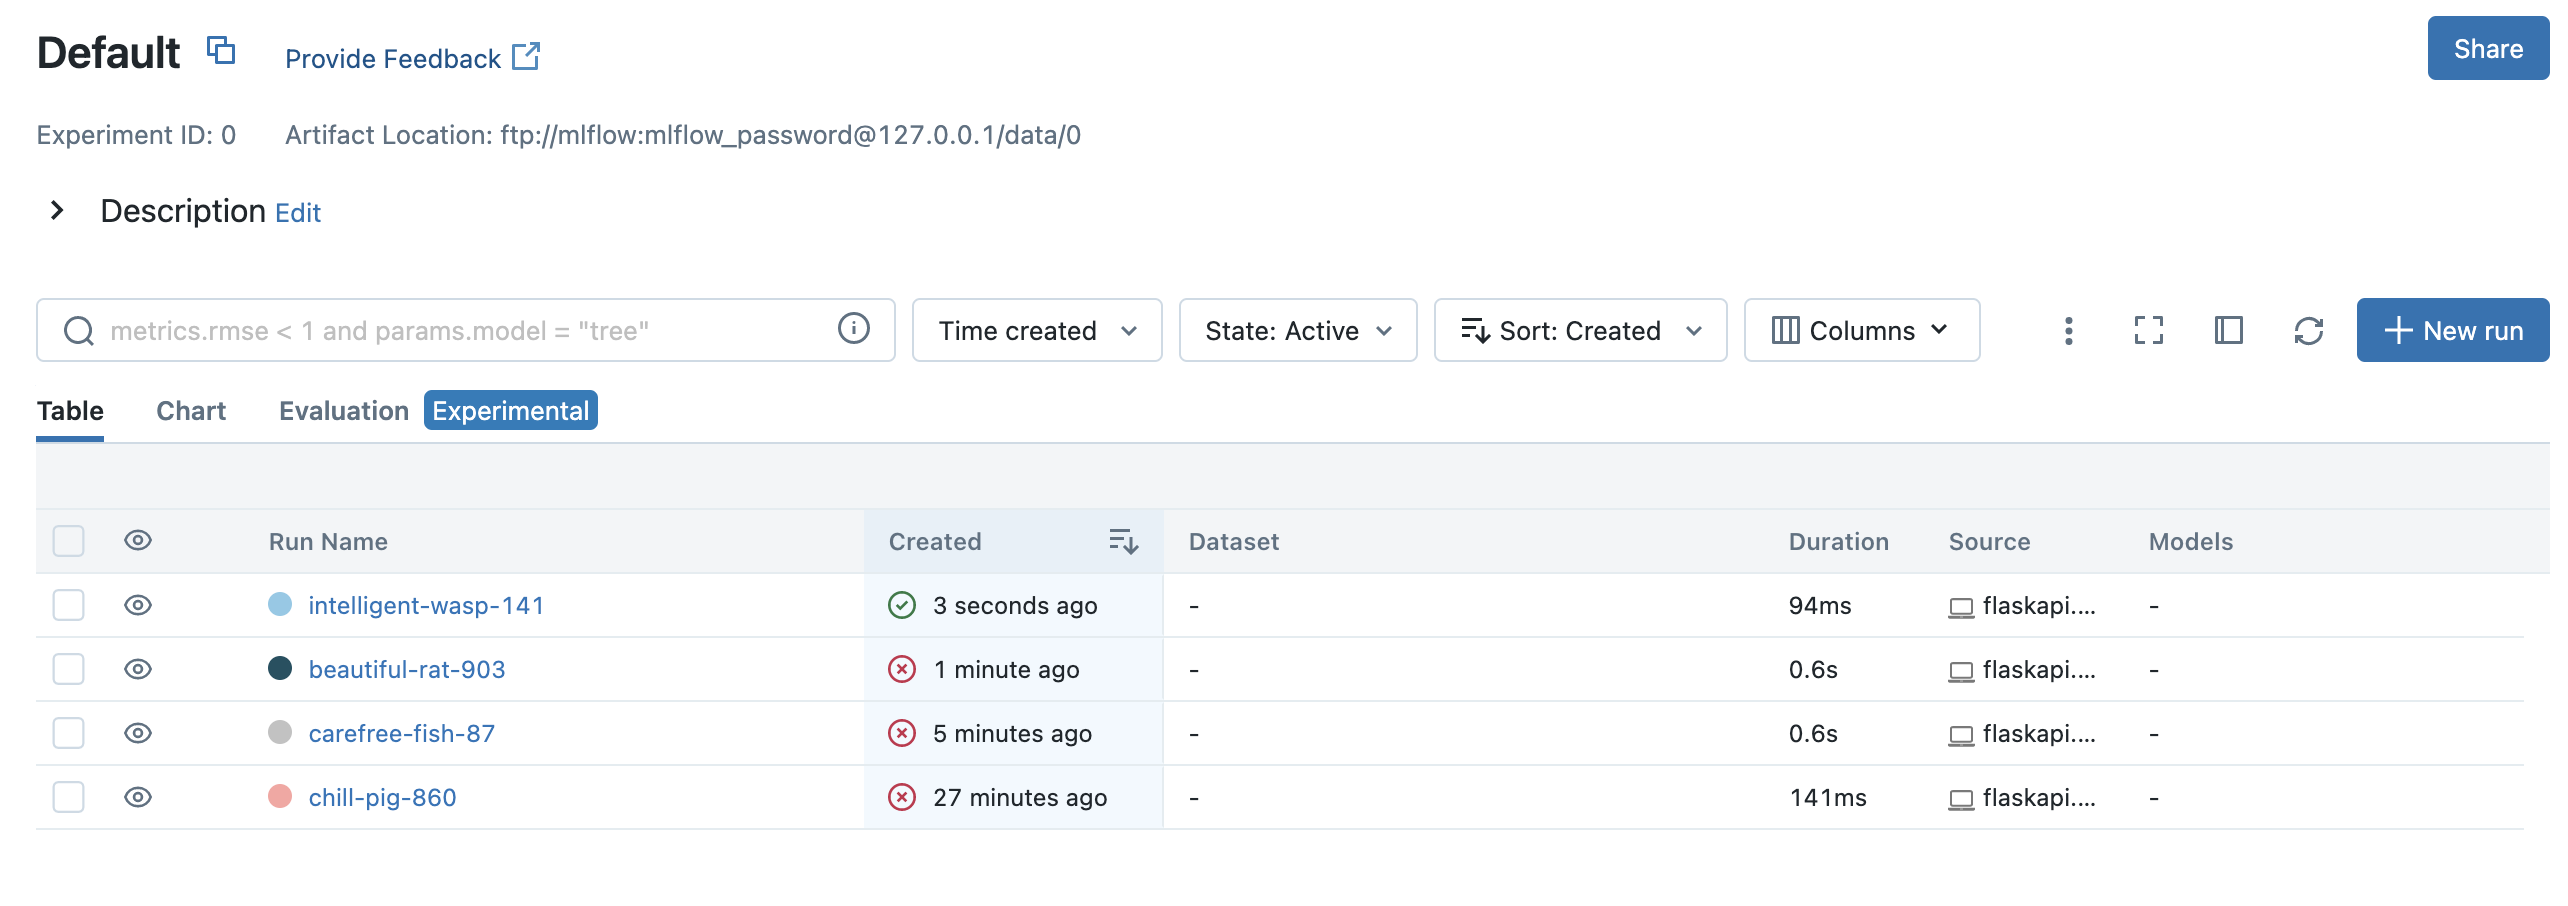 Default Provide Feedback Share
Experiment ID: 0 Artifact Location: ftp://mlflow:mlflow_password@127.0.0.1/data/0
Description Edit
metrics.rmse < 1 and params.model = "tree" Time created State: Active Sort: Created Columns New run
Table Chart Evaluation Experimental
Run Name Created Dataset Duration Source Models
intelligent-wasp-141 3 seconds ago - 94ms flaskapi.... -
beautiful-rat-903 1 minute ago - 0.6s flaskapi.... -
carefree-fish-87 5 minutes ago - 0.6s flaskapi.... -
chill-pig-860 27 minutes ago - 141ms flaskapi.... -